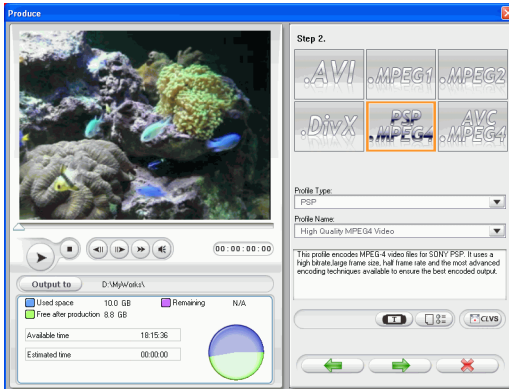 Produce
Step 2.
.AVI
.MPEG1
.MPEG2
.DivX
PSP
.MPEG4
AVC
.MPEG4
Profile Type:
PSP
Profile Name:
High Quality MPEG4 Video
This profile encodes MPEG-4 video files for SONY PSP. It uses a
high bitrate,large frame size, half frame rate and the most advanced
encoding techniques available to ensure the best encoded output.
00:00:00:00
Output to
D:\MyWorks\
Used space 10.0 GB Remaining N/A
Free after production 8.8 GB
Available time 18:15:36
Estimated time 00:00:00
T
CLVS